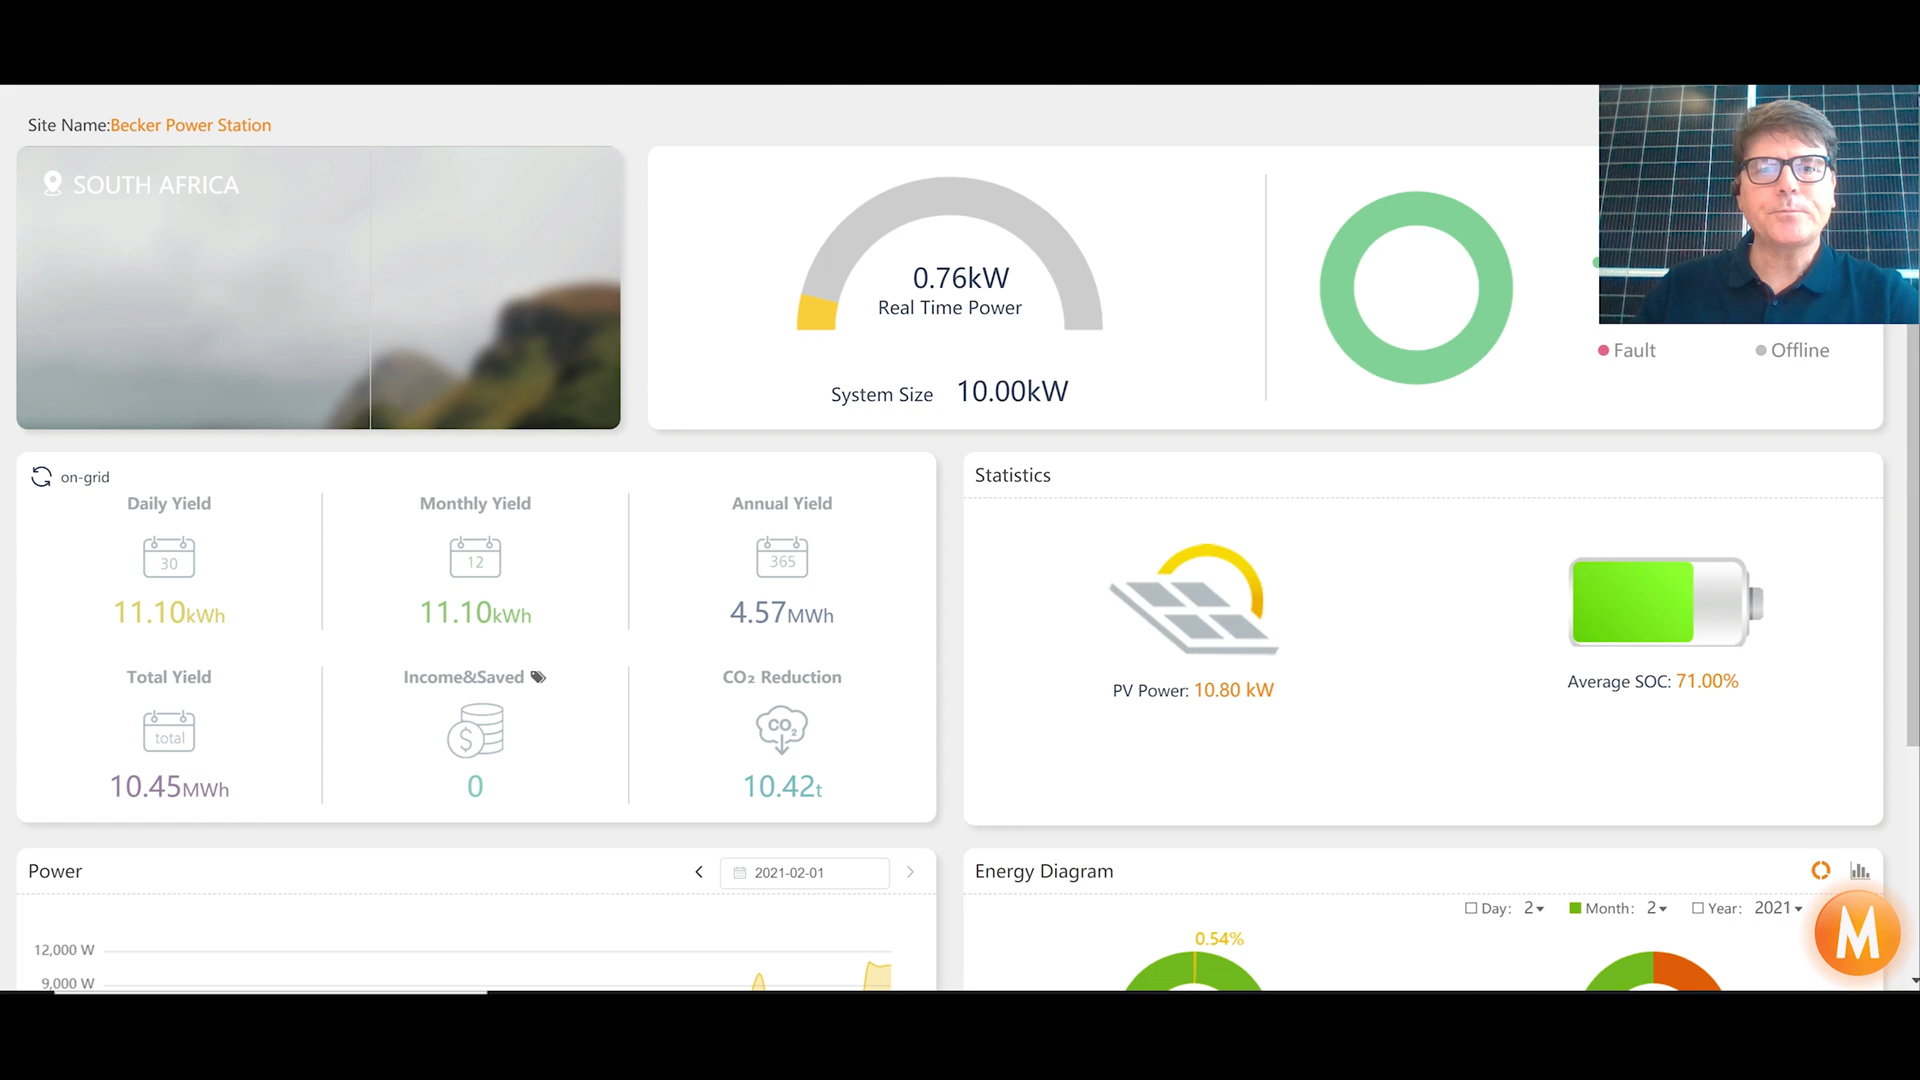 Site Name:Becker Power Station
SOUTH AFRICA
0.76kW
Real Time Power
System Size 10.00kW
Fault
Offline
on-grid
Daily Yield
30
11.10kWh
Monthly Yield
12
11.10kWh
Annual Yield
365
4.57MWh
Total Yield
total
10.45MWh
Income&Saved
$
0
CO₂ Reduction
CO₂
10.42t
Statistics
PV Power: 10.80 kW
Average SOC: 71.00%
Power
2021-02-01
12,000 W
9,000 W
Energy Diagram
Day: 2 Month: 2 Year: 2021
0.54%
M